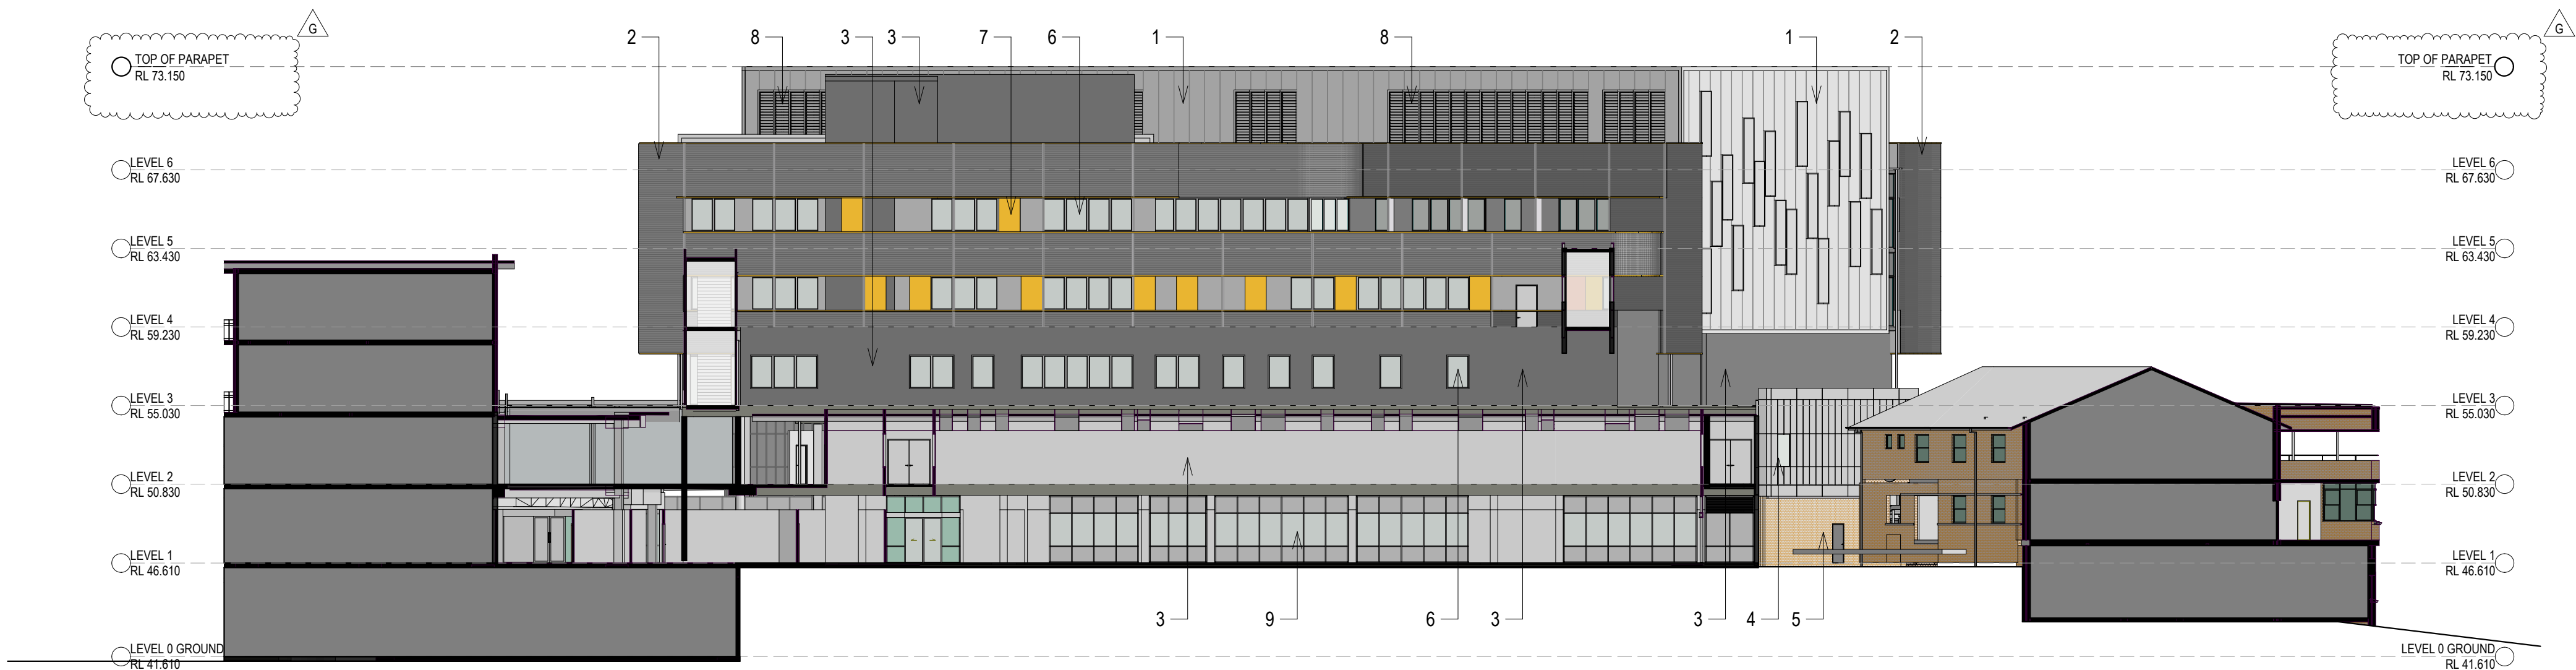 G
G
2
8
3
3
7
6
1
8
1
2
TOP OF PARAPET
RL 73.150
TOP OF PARAPET
RL 73.150
LEVEL 6
RL 67.630
LEVEL 6
RL 67.630
LEVEL 5
RL 63.430
LEVEL 5
RL 63.430
LEVEL 4
RL 59.230
LEVEL 4
RL 59.230
LEVEL 3
RL 55.030
LEVEL 3
RL 55.030
LEVEL 2
RL 50.830
LEVEL 2
RL 50.830
LEVEL 1
RL 46.610
LEVEL 1
RL 46.610
3
9
6
3
3
4
5
LEVEL 0 GROUND
RL 41.610
LEVEL 0 GROUND
RL 41.610